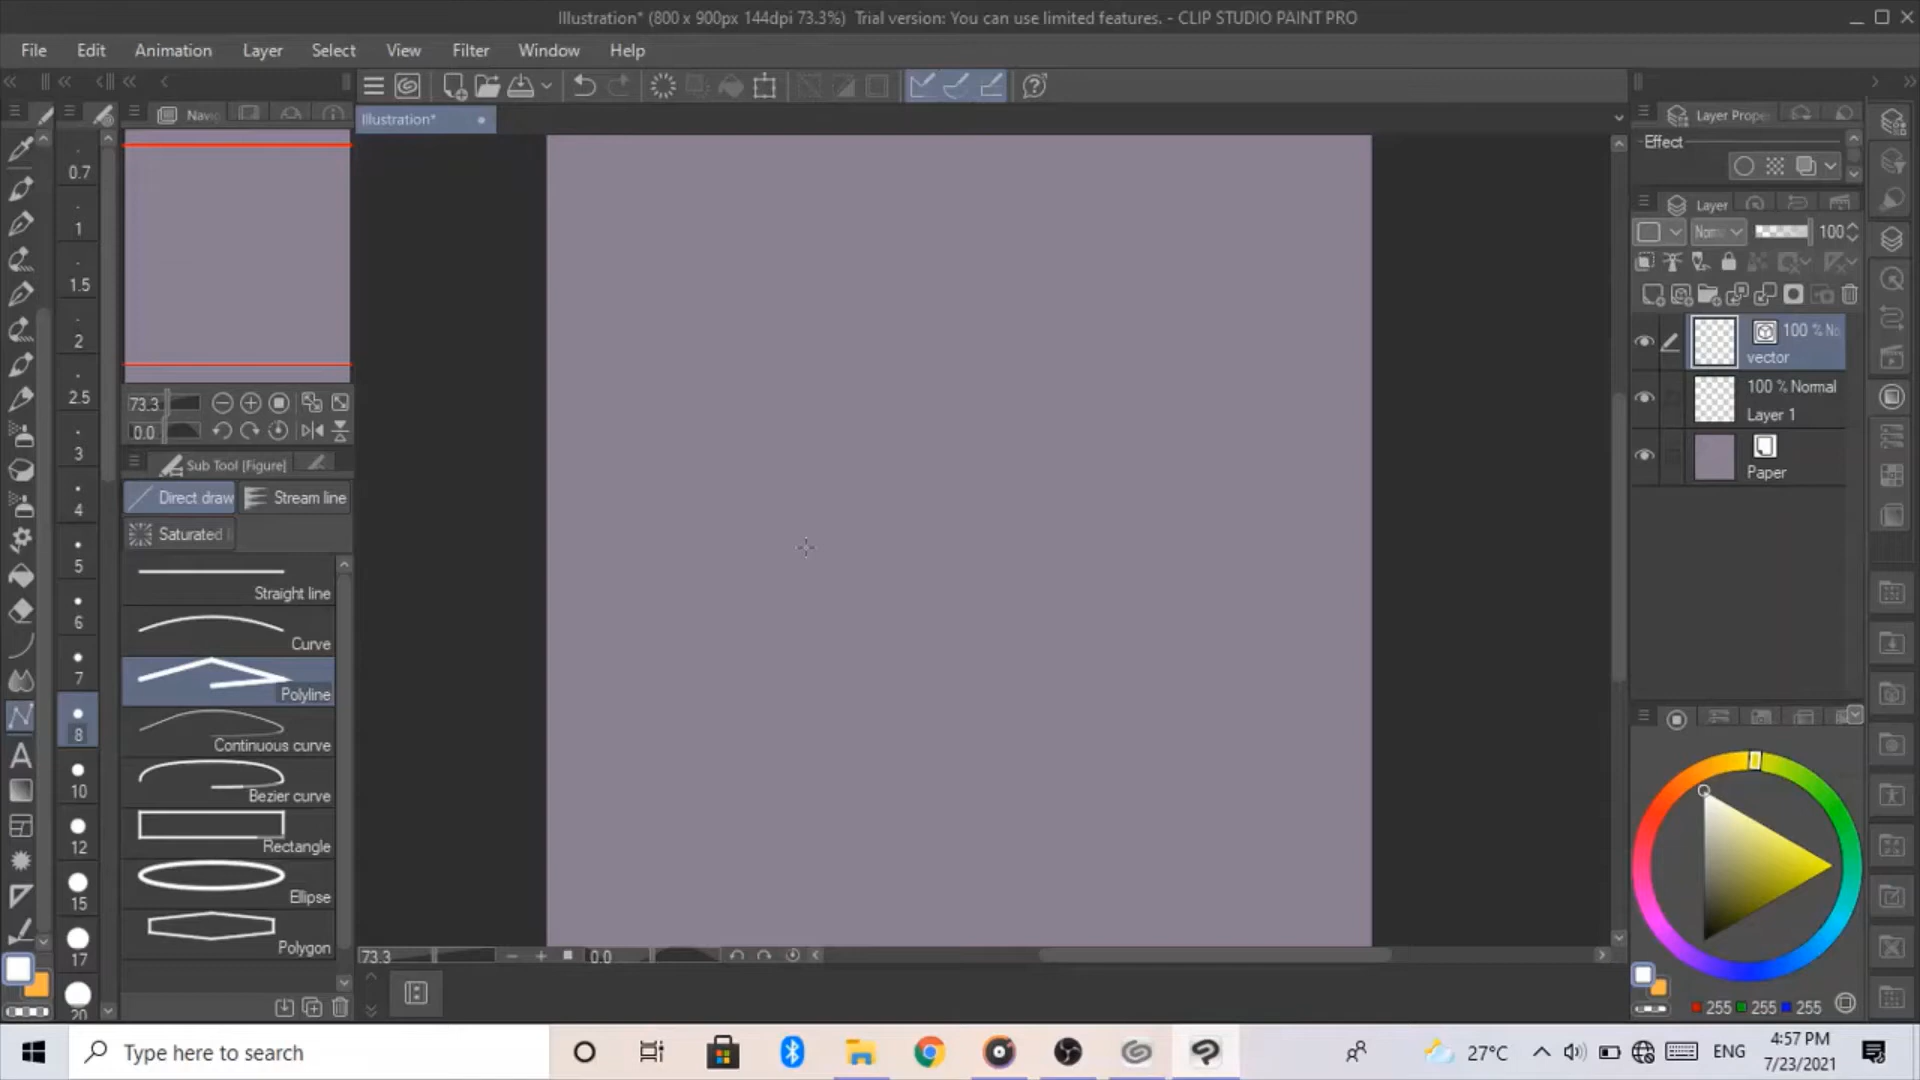 Illustration* (800 x 900px 144dpi 73.3%) Trial version: You can use limited features. - CLIP STUDIO PAINT PRO
File Edit Animation Layer Select View Filter Window Help
Navig
Illustration*
Layer Prope
Effect
Layer
Norm 100
100 % No
vector
100 % Normal
Layer 1
Paper
0.7
1
1.5
2
2.5
3
4
5
6
7
8
10
12
15
17
20
73.3
0.0
Sub Tool [Figure]
Direct draw Stream line
Saturated
Straight line
Curve
Polyline
Continuous curve
Bezier curve
Rectangle
Ellipse
Polygon
A
73.3 0.0
255 255 255
Type here to search
27°C ENG
4:57 PM
7/23/2021